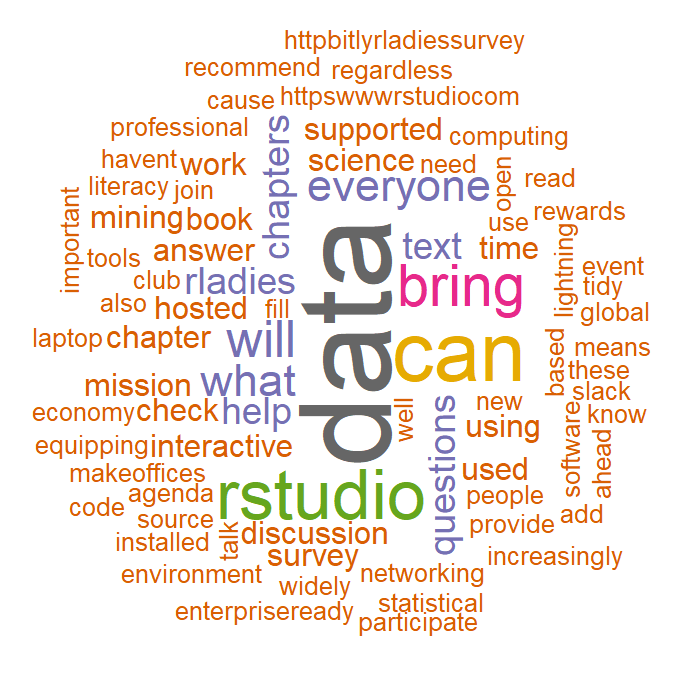 httpbitlyrladiessurvey
recommend
regardless
cause
httpswwwrstudiocom
professional
chapters
supported
computing
havent
work
science
need
open
read
literacy
join
everyone
important
mining
book
data
use
rewards
tools
answer
text
time
lightning
event
club
rladies
bring
tidy
also
hosted
fill
global
laptop
chapter
will
can
based
means
what
these
mission
slack
economy
check
help
well
new
know
equipping
interactive
questions
using
software
ahead
makeoffices
rstudio
used
agenda
people
code
source
add
talk
discussion
provide
installed
survey
increasingly
environment
widely
networking
enterpriseready
statistical
participate